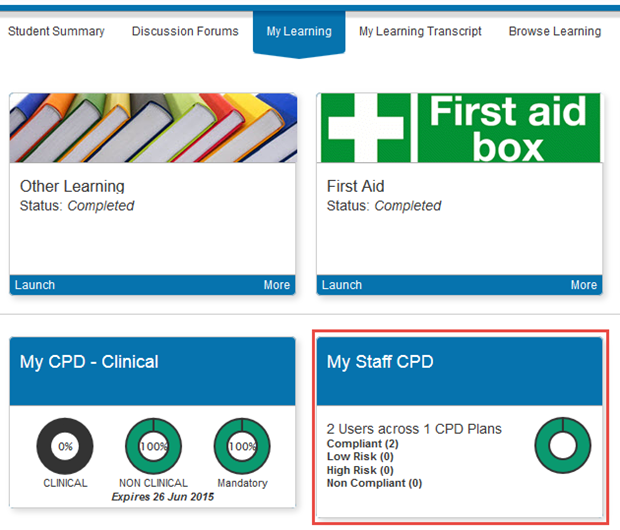 Student Summary Discussion Forums My Learning My Learning Transcript Browse Learning
First aid
box
Other Learning
Status: Completed
Launch More
First Aid
Status: Completed
Launch More
My CPD - Clinical
0% 100% 100%
CLINICAL NON CLINICAL Mandatory
Expires 26 Jun 2015
My Staff CPD
2 Users across 1 CPD Plans
Compliant (2)
Low Risk (0)
High Risk (0)
Non Compliant (0)